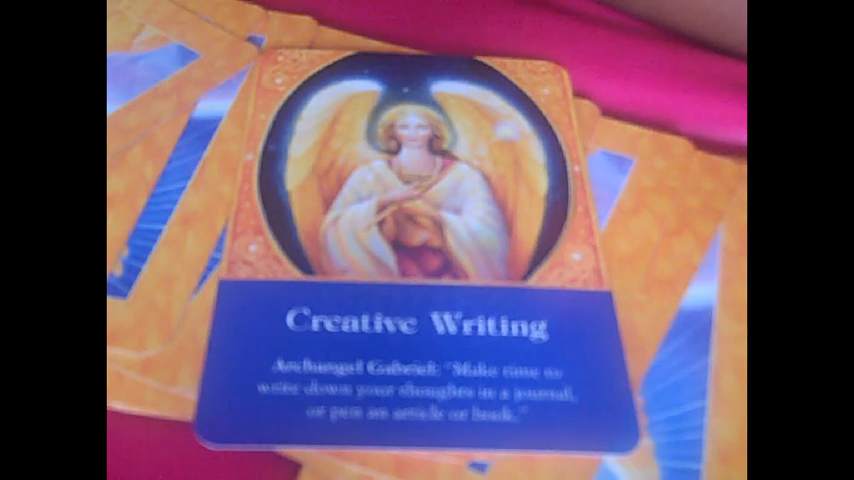 Creative Writing
Archangel Gabriel: "Make time to
write down your thoughts in a journal,
or pen an article or book."